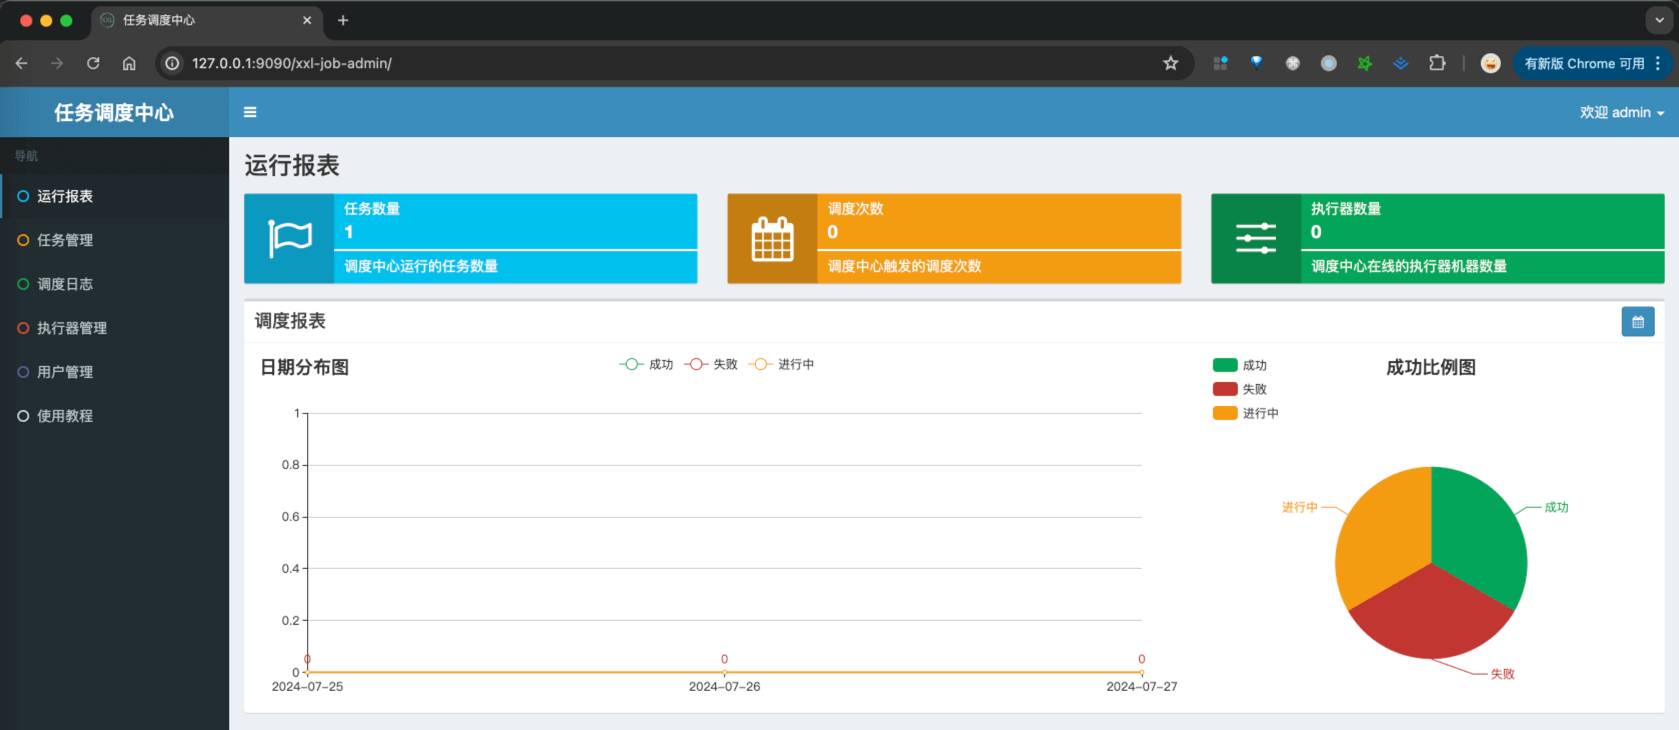 任务调度中心
127.0.0.1:9090/xxl-job-admin/
有新版 Chrome 可用
任务调度中心
欢迎 admin
导航
运行报表
任务管理
调度日志
执行器管理
用户管理
使用教程
运行报表
任务数量
1
调度中心运行的任务数量
调度次数
0
调度中心触发的调度次数
执行器数量
0
调度中心在线的执行器机器数量
调度报表
日期分布图
成功 失败 进行中
1
0.8
0.6
0.4
0.2
0
0 0 0
2024-07-25 2024-07-26 2024-07-27
成功
失败
进行中
成功比例图
进行中
成功
失败